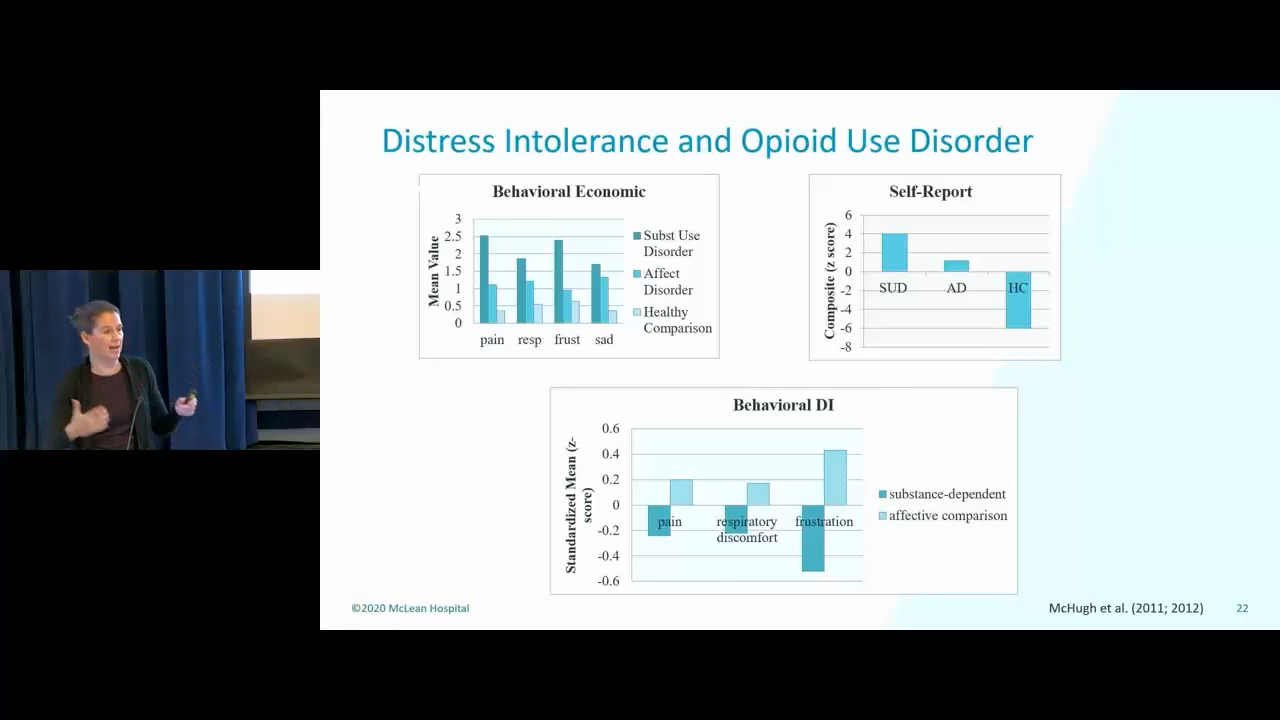 Distress Intolerance and Opioid Use Disorder
Behavioral Economic
Mean Value
3
2.5
2
1.5
1
0.5
0
pain
resp
frust
sad
Subst Use
Disorder
Affect
Disorder
Healthy
Comparison
Self-Report
Composite (z score)
6
4
2
0
-2
-4
-6
-8
SUD
AD
HC
Behavioral DI
Standardized Mean (z-
score)
0.6
0.4
0.2
0
-0.2
-0.4
-0.6
pain
respiratory
discomfort
frustration
substance-dependent
affective comparison
©2020 McLean Hospital
McHugh et al. (2011; 2012)
22